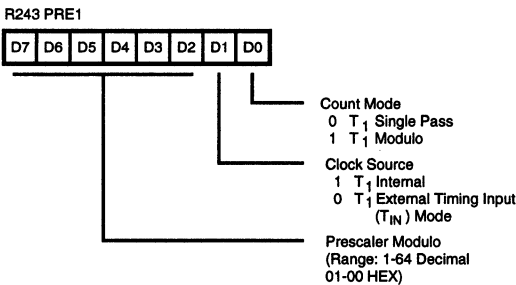 R243 PRE1
D7 D6 D5 D4 D3 D2 D1 D0
Count Mode
0 T1 Single Pass
1 T1 Modulo
Clock Source
1 T1 Internal
0 T1 External Timing Input
(TIN) Mode
Prescaler Modulo
(Range: 1-64 Decimal
01-00 HEX)